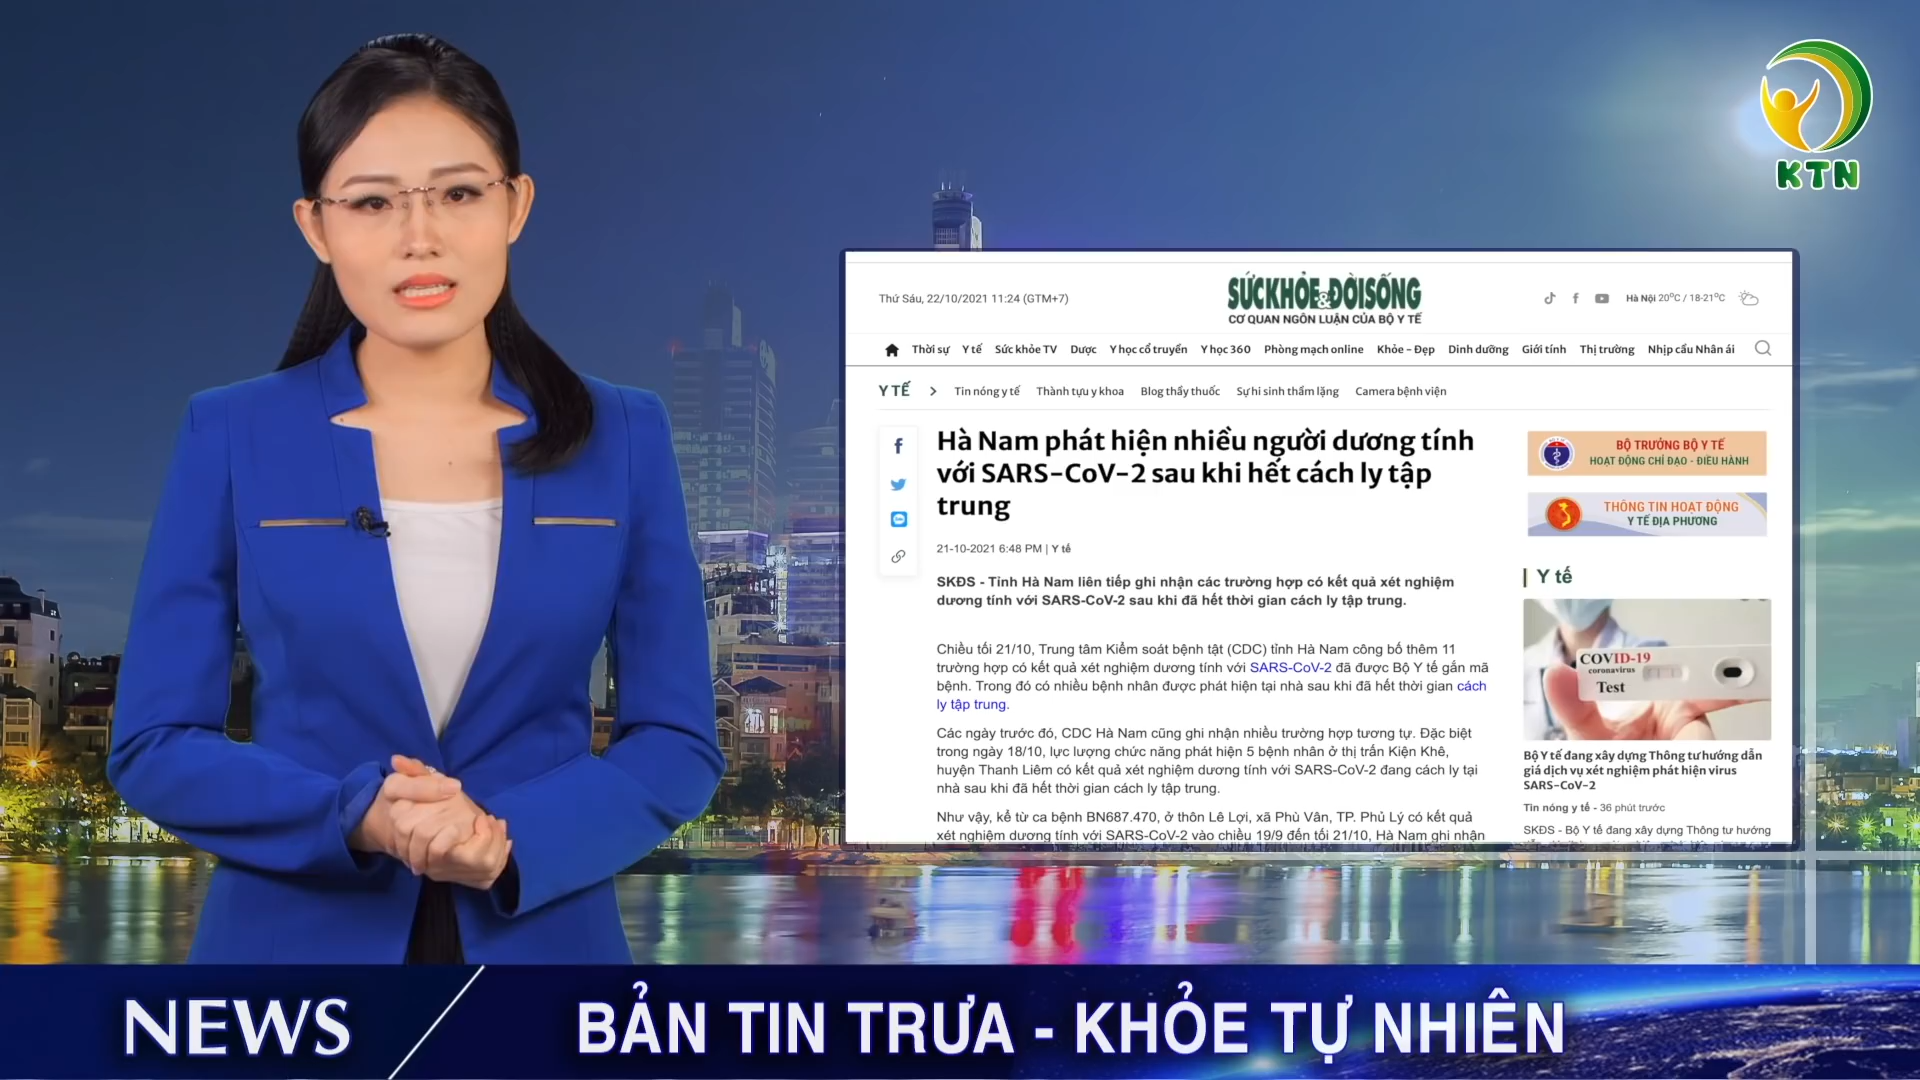 KTN
Thứ Sáu, 22/10/2021 11:24 (GTM+7)
SỨC KHỎE & ĐỜI SỐNG
CƠ QUAN NGÔN LUẬN CỦA BỘ Y TẾ
Hà Nội 20°C / 18-21°C
Thời sự Y tế Sức khỏe TV Dược Y học cổ truyền Y học 360 Phòng mạch online Khỏe - Đẹp Dinh dưỡng Giới tính Thị trường Nhịp cầu Nhân ái
Y TẾ > Tin nóng y tế Thành tựu y khoa Blog thầy thuốc Sự hi sinh thầm lặng Camera bệnh viện
Hà Nam phát hiện nhiều người dương tính
với SARS-CoV-2 sau khi hết cách ly tập
trung
21-10-2021 6:48 PM | Y tế
SKĐS - Tỉnh Hà Nam liên tiếp ghi nhận các trường hợp có kết quả xét nghiệm
dương tính với SARS-CoV-2 sau khi đã hết thời gian cách ly tập trung.
Chiều tối 21/10, Trung tâm Kiểm soát bệnh tật (CDC) tỉnh Hà Nam công bố thêm 11
trường hợp có kết quả xét nghiệm dương tính với SARS-CoV-2 đã được Bộ Y tế gắn mã
bệnh. Trong đó có nhiều bệnh nhân được phát hiện tại nhà sau khi đã hết thời gian cách
ly tập trung.
Các ngày trước đó, CDC Hà Nam cũng ghi nhận nhiều trường hợp tương tự. Đặc biệt
trong ngày 18/10, lực lượng chức năng phát hiện 5 bệnh nhân ở thị trấn Kiện Khê,
huyện Thanh Liêm có kết quả xét nghiệm dương tính với SARS-CoV-2 đang cách ly tại
nhà sau khi đã hết thời gian cách ly tập trung.
Như vậy, kể từ ca bệnh BN687.470, ở thôn Lê Lợi, xã Phù Vân, TP. Phủ Lý có kết quả
xét nghiệm dương tính với SARS-CoV-2 vào chiều 19/9 đến tối 21/10, Hà Nam ghi nhận
BỘ TRƯỞNG BỘ Y TẾ
HOẠT ĐỘNG CHỈ ĐẠO - ĐIỀU HÀNH
THÔNG TIN HOẠT ĐỘNG
Y TẾ ĐỊA PHƯƠNG
Y tế
COVID-19
coronavirus
Test
Bộ Y tế đang xây dựng Thông tư hướng dẫn
giá dịch vụ xét nghiệm phát hiện virus
SARS-CoV-2
Tin nóng y tế - 36 phút trước
SKĐS - Bộ Y tế đang xây dựng Thông tư hướng
NEWS
BẢN TIN TRƯA - KHỎE TỰ NHIÊN